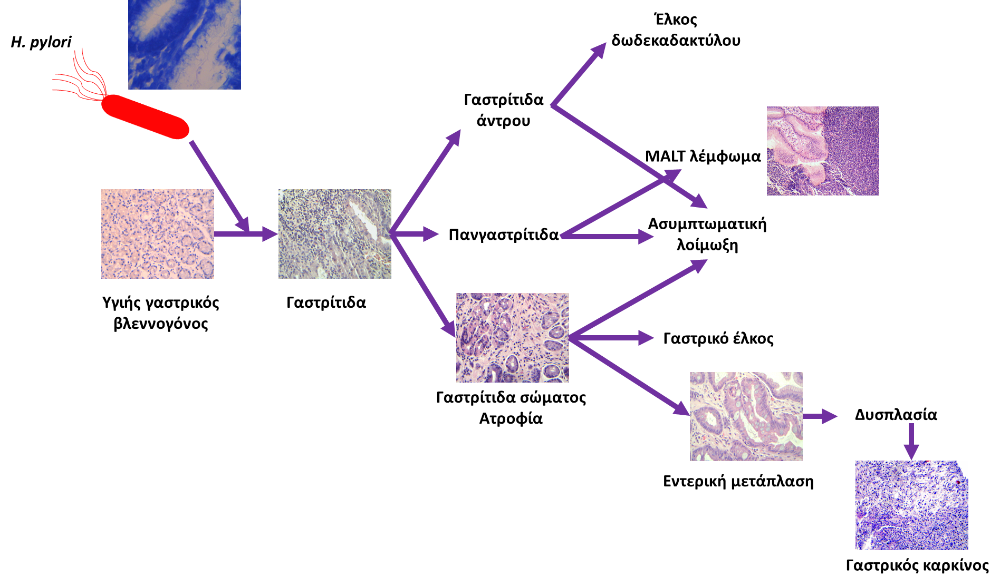 H. pylori
Έλκος
δωδεκαδακτύλου
Γαστρίτιδα
άντρου
MALT λέμφωμα
Πανγαστρίτιδα
Ασυμπτωματική
λοίμωξη
Υγιής γαστρικός
βλεννογόνος
Γαστρίτιδα
Γαστρικό έλκος
Γαστρίτιδα σώματος
Ατροφία
Δυσπλασία
Εντερική μετάπλαση
Γαστρικός καρκίνος